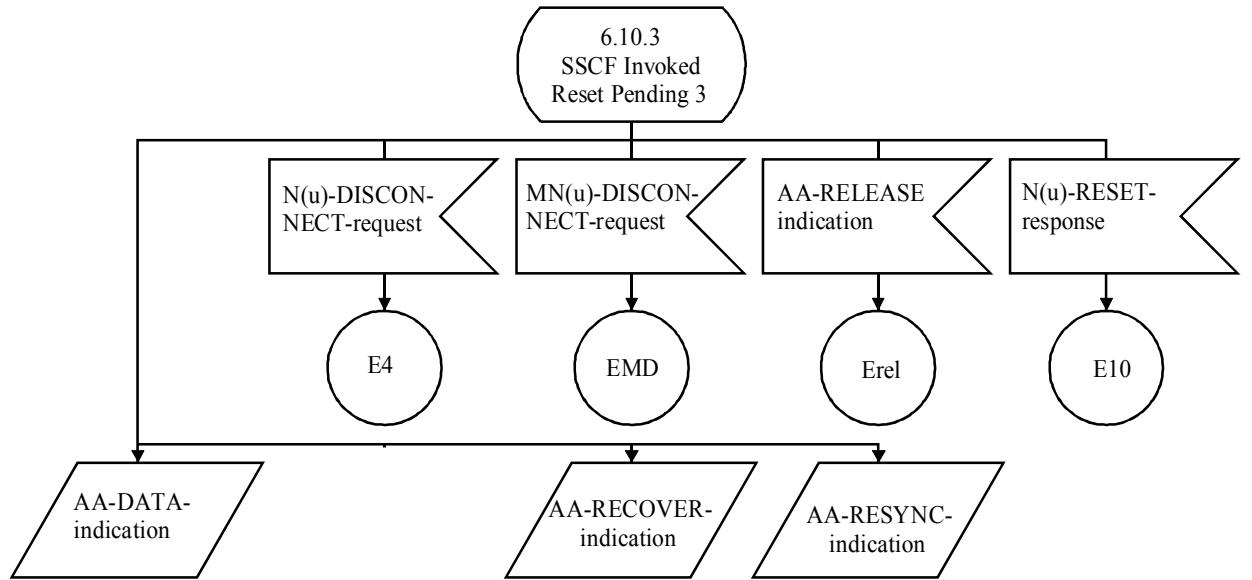 6.10.3
SSCF Invoked
Reset Pending 3
N(u)-DISCON-
NECT-request
MN(u)-DISCON-
NECT-request
AA-RELEASE
indication
N(u)-RESET-
response
E4
EMD
Erel
E10
AA-DATA-
indication
AA-RECOVER-
indication
AA-RESYNC-
indication